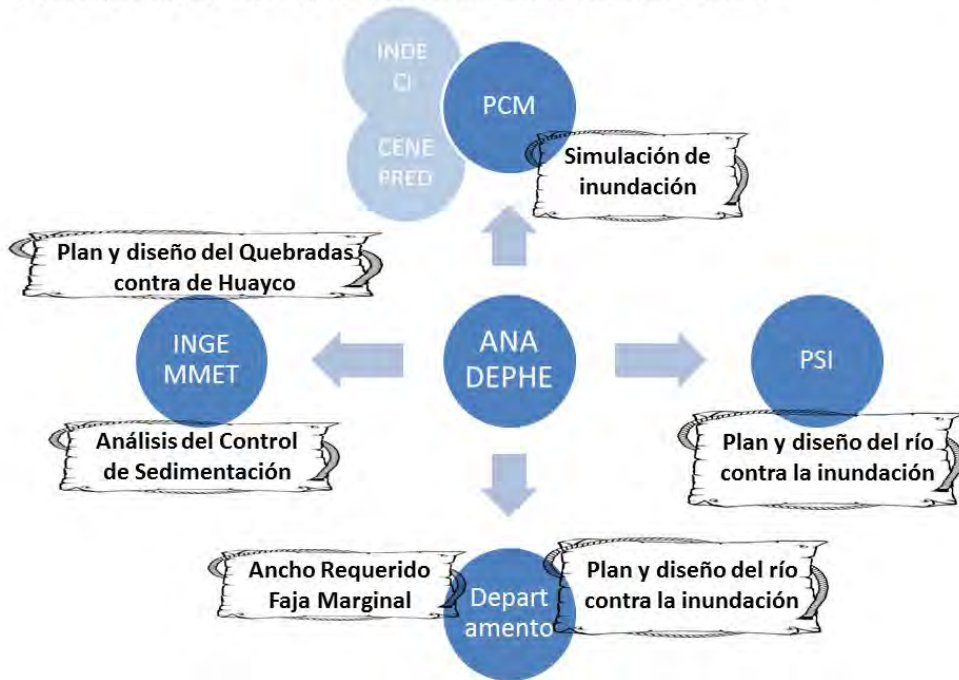 INDE
CI
PCM
CENE
PRED
Simulación de
inundación
Plan y diseño del Quebradas
contra de Huayco
INGE
MMET
ANA
DEPHE
PSI
Análisis del Control
de Sedimentación
Plan y diseño del río
contra la inundación
Ancho Requerido
Faja Marginal
Depart
amento
Plan y diseño del río
contra la inundación